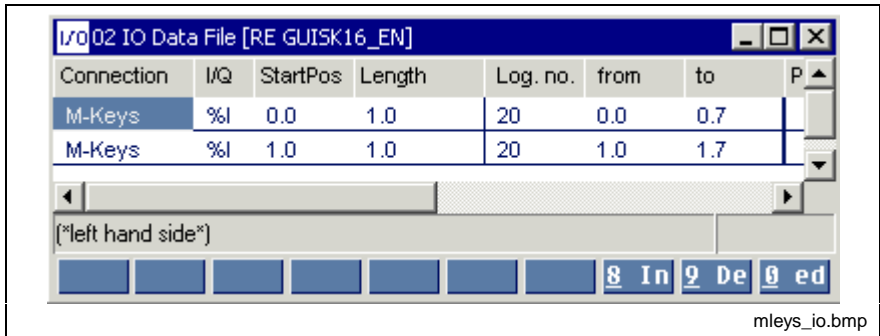 I/O 02 IO Data File [RE GUISK16_EN]
Connection I/Q StartPos Length Log. no. from to P
M-Keys %I 0.0 1.0 20 0.0 0.7
M-Keys %I 1.0 1.0 20 1.0 1.7
(*left hand side*)
8 In 9 De 0 ed
mleys_io.bmp